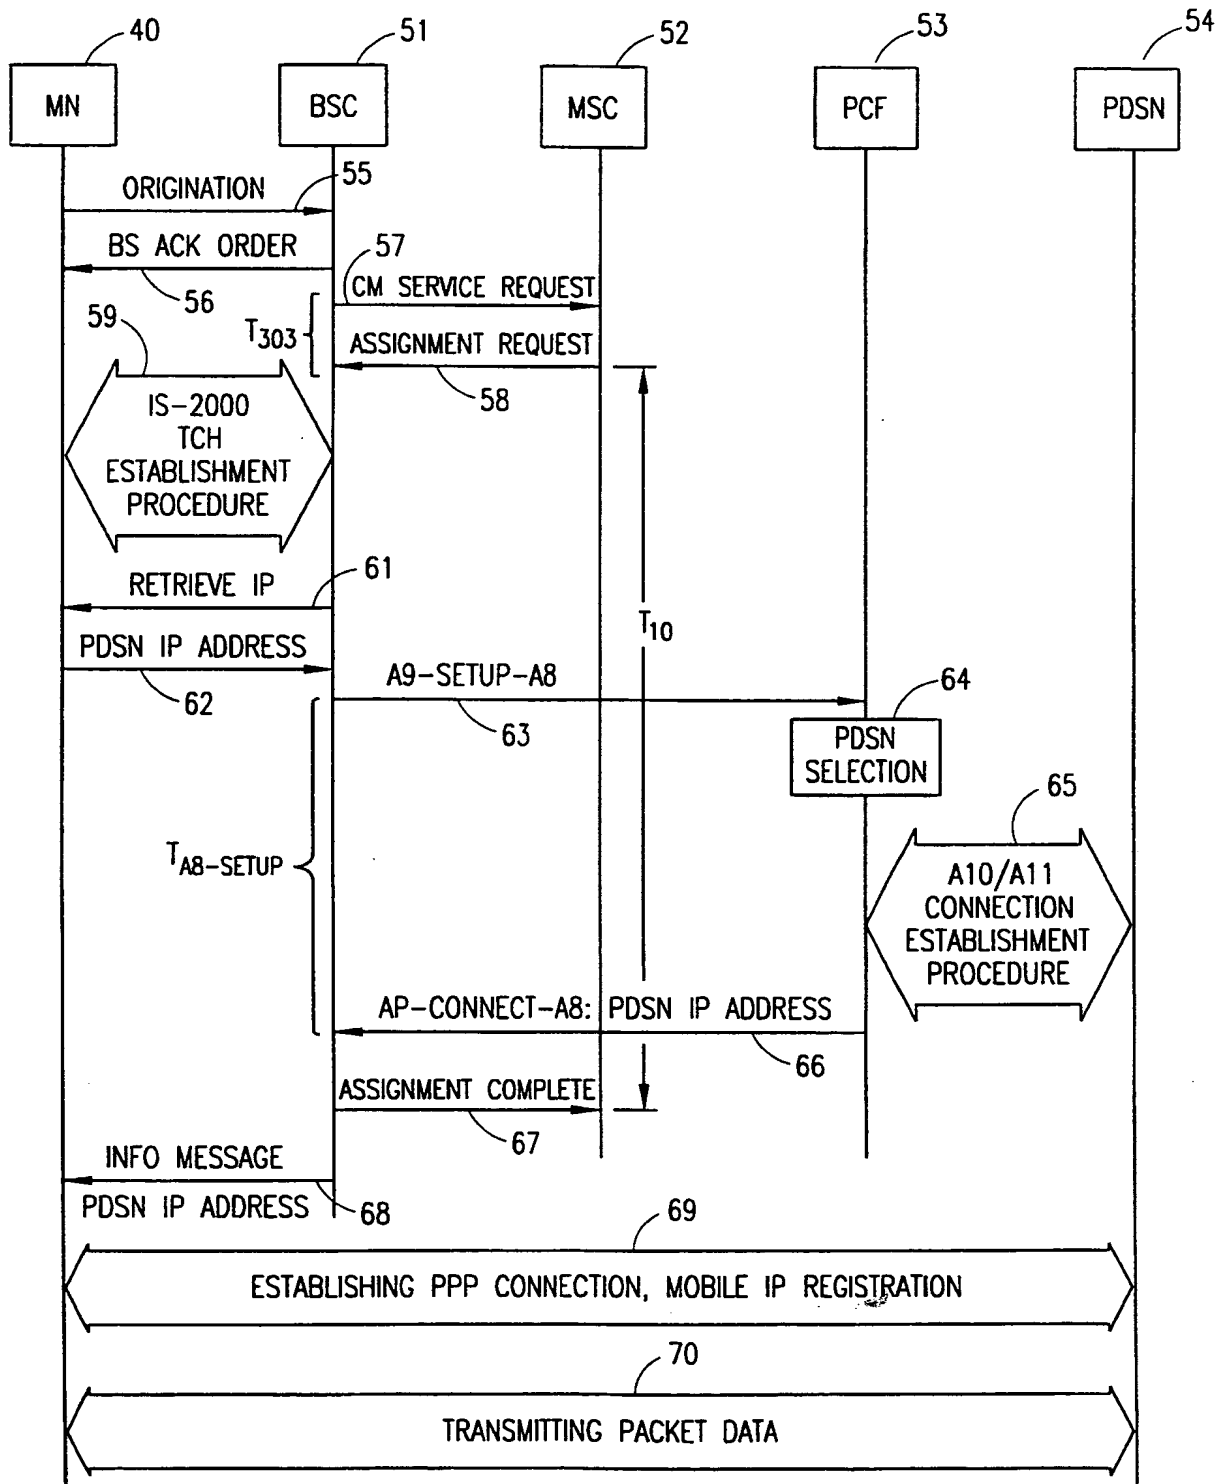 40
51
52
53
54
MN
BSC
MSC
PCF
PDSN
ORIGINATION
55
BS ACK ORDER
56
57
CM SERVICE REQUEST
T303
ASSIGNMENT REQUEST
58
59
IS-2000
TCH
ESTABLISHMENT
PROCEDURE
RETRIEVE IP
61
T10
PDSN IP ADDRESS
62
A9-SETUP-A8
63
64
PDSN
SELECTION
65
TA8-SETUP
A10/A11
CONNECTION
ESTABLISHMENT
PROCEDURE
AP-CONNECT-A8: PDSN IP ADDRESS
66
ASSIGNMENT COMPLETE
67
INFO MESSAGE
PDSN IP ADDRESS
68
69
ESTABLISHING PPP CONNECTION, MOBILE IP REGISTRATION
70
TRANSMITTING PACKET DATA